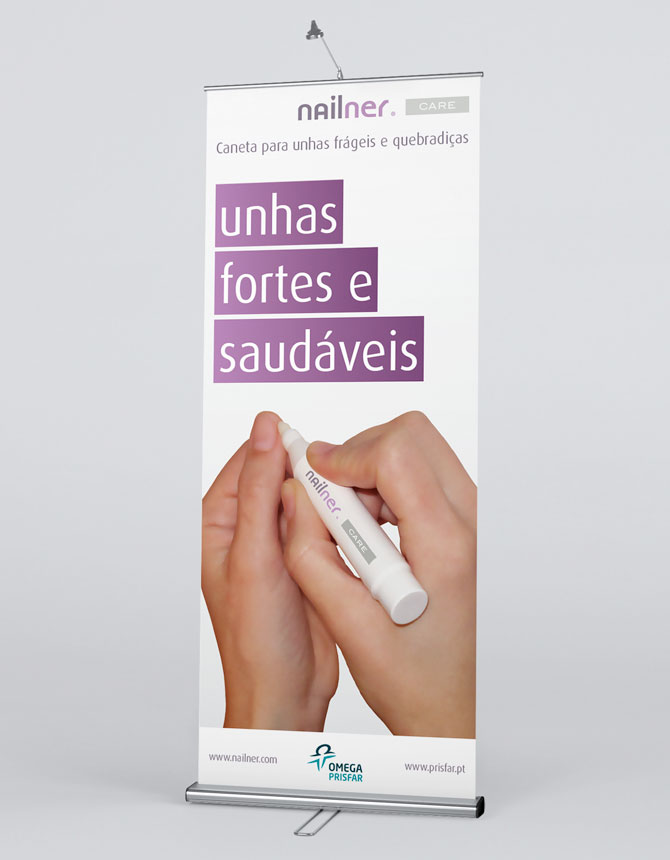 nailner. CARE
Caneta para unhas frágeis e quebradiças
unhas
fortes e
saudáveis
nailner. CARE
www.nailner.com
OMEGA
PRISFAR
www.prisfar.pt